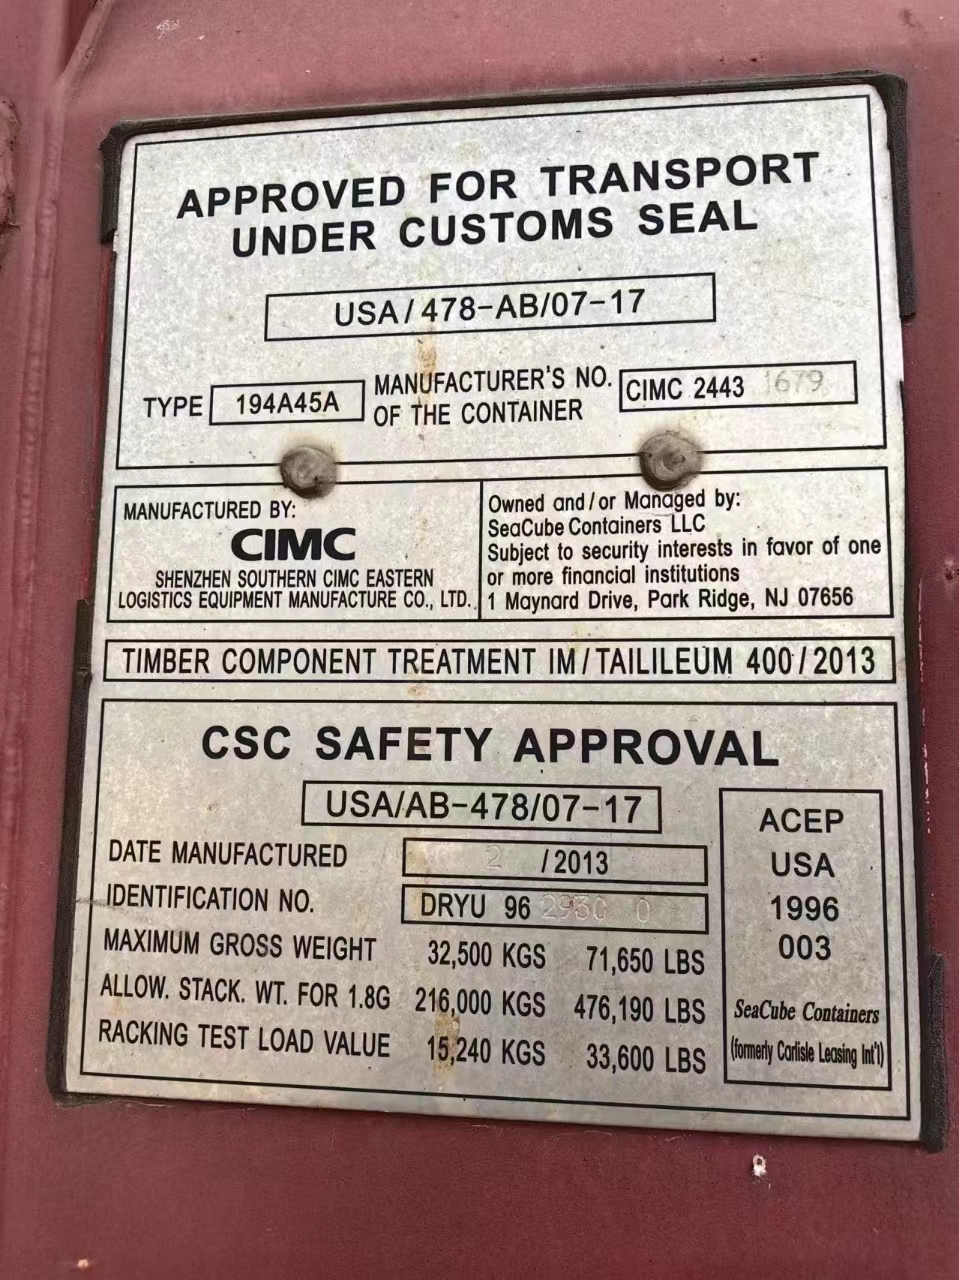 APPROVED FOR TRANSPORT
UNDER CUSTOMS SEAL
USA/478-AB/07-17
TYPE 194A45A
MANUFACTURER'S NO.
OF THE CONTAINER
CIMC 2443 1679
MANUFACTURED BY:
CIMC
SHENZHEN SOUTHERN CIMC EASTERN
LOGISTICS EQUIPMENT MANUFACTURE CO., LTD.
Owned and/or Managed by:
SeaCube Containers LLC
Subject to security interests in favor of one
or more financial institutions
1 Maynard Drive, Park Ridge, NJ 07656
TIMBER COMPONENT TREATMENT IM/TAILILEUM 400/2013
CSC SAFETY APPROVAL
USA/AB-478/07-17
DATE MANUFACTURED 2 /2013
IDENTIFICATION NO. DRYU 96 2930 0
MAXIMUM GROSS WEIGHT 32,500 KGS 71,650 LBS
ALLOW. STACK. WT. FOR 1.8G 216,000 KGS 476,190 LBS
RACKING TEST LOAD VALUE 15,240 KGS 33,600 LBS
ACEP
USA
1996
003
SeaCube Containers
(formerly Carlisle Leasing Int'l)